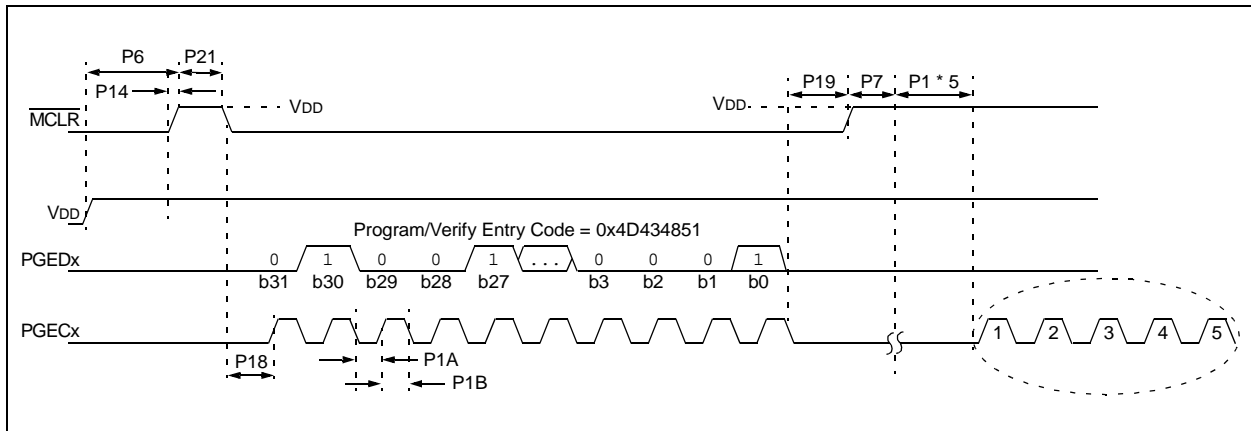 P6 P21 P19 P7 P1 * 5
P14
VDD VDD
MCLR
VDD
Program/Verify Entry Code = 0x4D434851
PGEDx 0 1 0 0 1 ... 0 0 0 1
b31 b30 b29 b28 b27 b3 b2 b1 b0
PGECx 1 2 3 4 5
P18 P1A
P1B